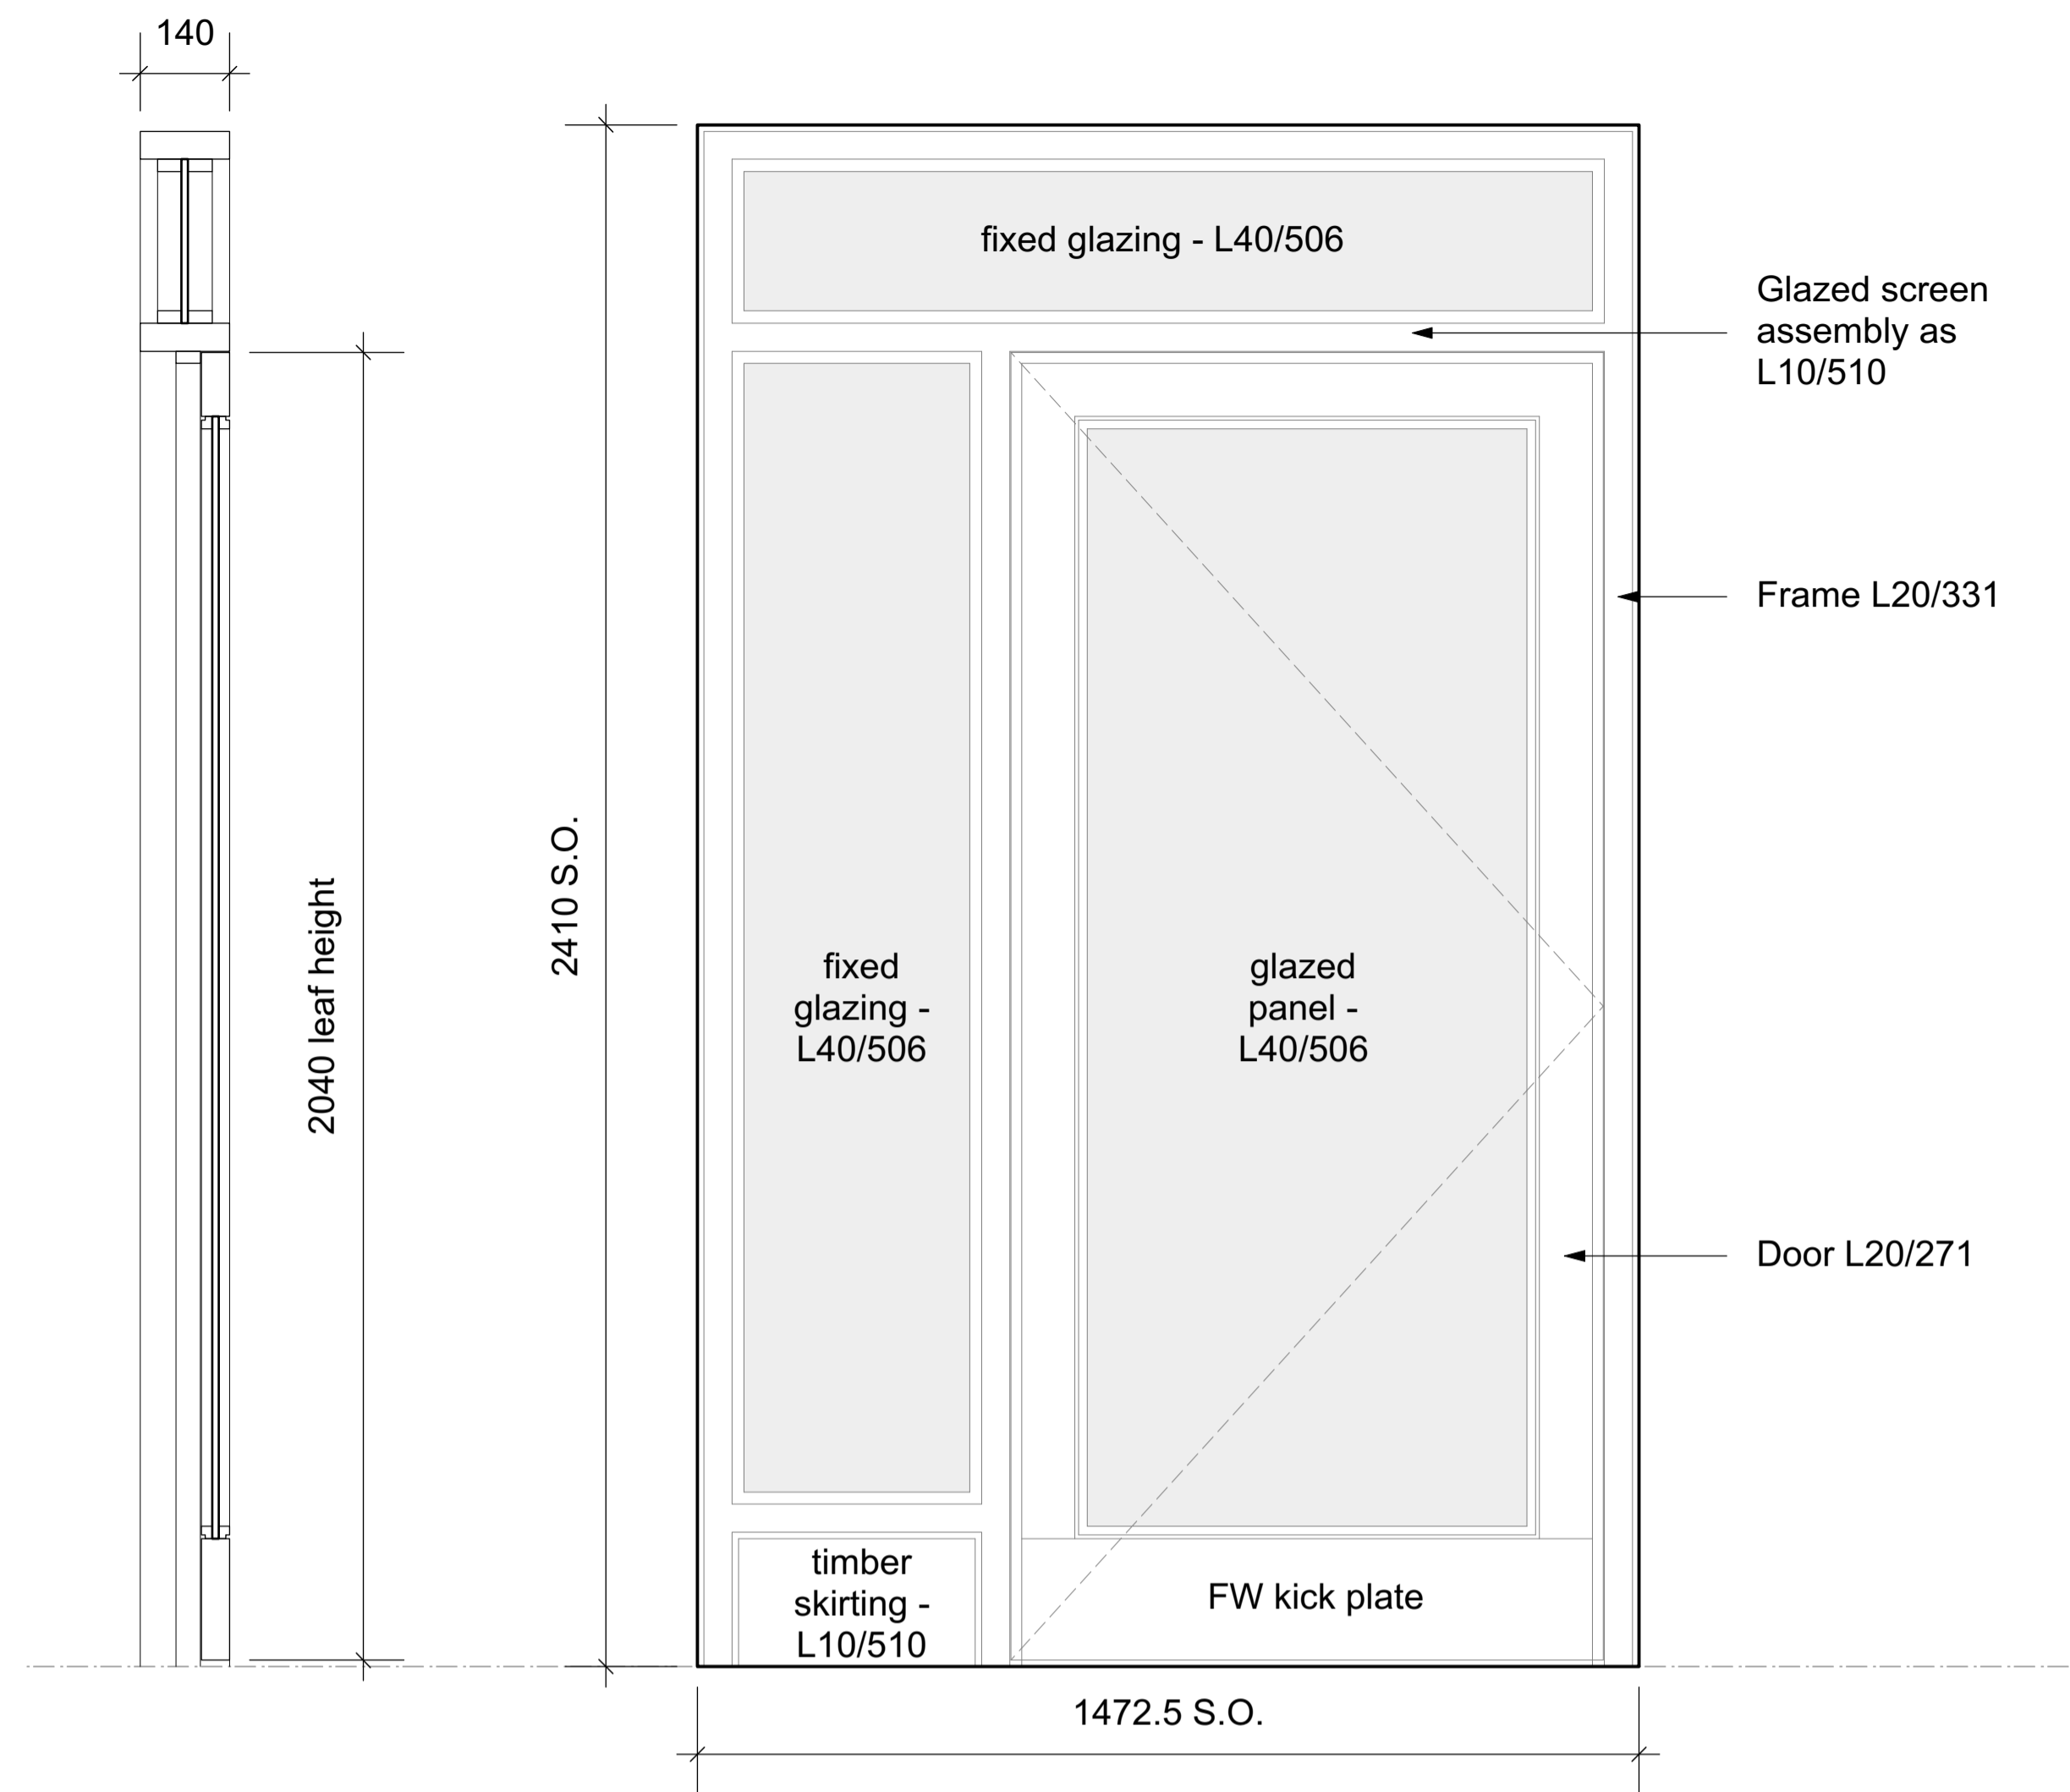 140
fixed glazing - L40/506
Glazed screen
assembly as
L10/510
Frame L20/331
2410 S.O.
2040 leaf height
fixed
glazing -
L40/506
glazed
panel -
L40/506
Door L20/271
timber
skirting -
L10/510
FW kick plate
1472.5 S.O.